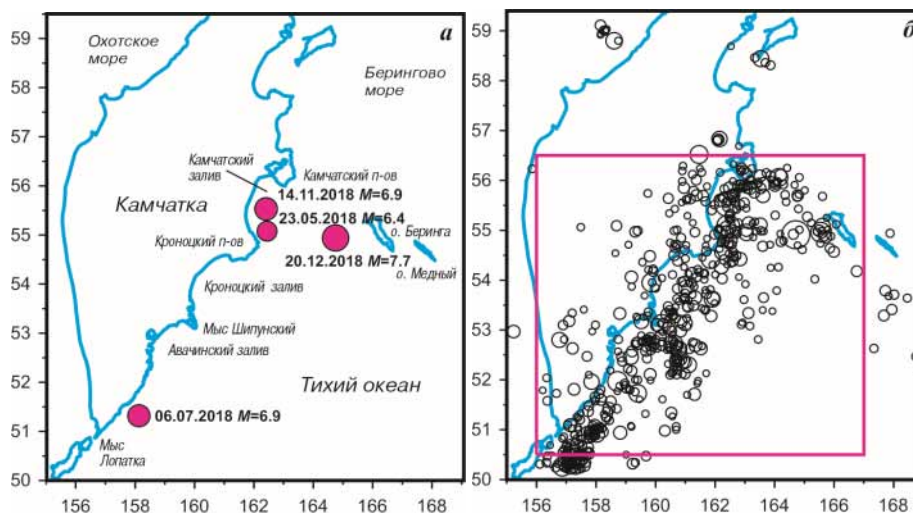 а
Охотское
море
Берингово
море
Камчатский
залив
Камчатский п-ов
14.11.2018 М=6.9
Камчатка
23.05.2018 М=6.4
о. Беринга
Кроноцкий п-ов
20.12.2018 М=7.7
о. Медный
Кроноцкий залив
Мыс Шипунский
Авачинский залив
Тихий океан
06.07.2018 М=6.9
Мыс
Лопатка
59
58
57
56
55
54
53
52
51
50
156 158 160 162 164 166 168
б
59
58
57
56
55
54
53
52
51
50
156 158 160 162 164 166 168